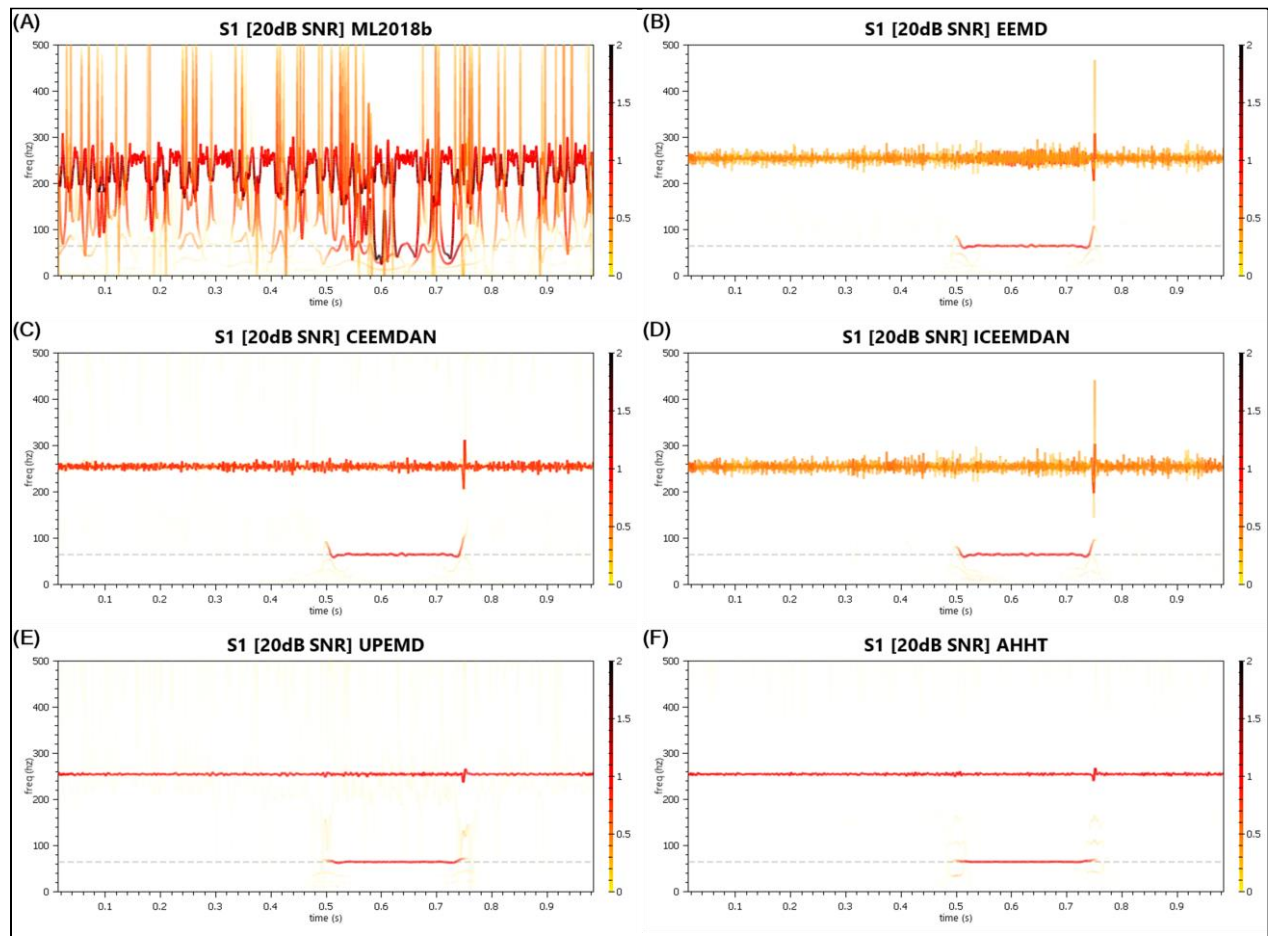 (A) S1 [20dB SNR] ML2018b
500
400
300
200
100
0
freq (hz)
0.1 0.2 0.3 0.4 0.5 0.6 0.7 0.8 0.9
time (s)
2
1.5
1
0.5
0
(B) S1 [20dB SNR] EEMD
500
400
300
200
100
0
freq (hz)
0.1 0.2 0.3 0.4 0.5 0.6 0.7 0.8 0.9
time (s)
2
1.5
1
0.5
0
(C) S1 [20dB SNR] CEEMDAN
500
400
300
200
100
0
freq (hz)
0.1 0.2 0.3 0.4 0.5 0.6 0.7 0.8 0.9
time (s)
2
1.5
1
0.5
0
(D) S1 [20dB SNR] ICEEMDAN
500
400
300
200
100
0
freq (hz)
0.1 0.2 0.3 0.4 0.5 0.6 0.7 0.8 0.9
time (s)
2
1.5
1
0.5
0
(E) S1 [20dB SNR] UPEMD
500
400
300
200
100
0
freq (hz)
0.1 0.2 0.3 0.4 0.5 0.6 0.7 0.8 0.9
time (s)
2
1.5
1
0.5
0
(F) S1 [20dB SNR] AHHT
500
400
300
200
100
0
freq (hz)
0.1 0.2 0.3 0.4 0.5 0.6 0.7 0.8 0.9
time (s)
2
1.5
1
0.5
0